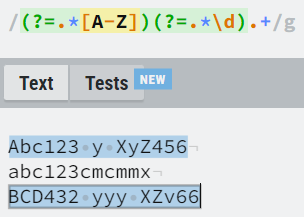 /(?=.*[A-Z])(?=.*\d).+/g
Text Tests NEW
Abc123 y XyZ456
abc123cmcmmx
BCD432 yyy XZv66